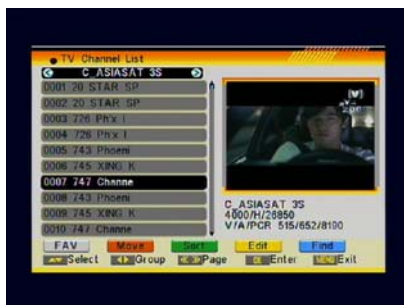 TV Channel List
C_ASIASAT 3S
0001 20 STAR SP
0002 20 STAR SP
0003 726 Ph'x I
0004 726 Ph'x I
0005 743 Phoeni
0006 745 XING K
0007 747 Channe
0008 743 Phoeni
0009 745 XING K
0010 747 Channe
C_ASIASAT 3S
4000/H/26850
V/A/PCR 515/652/8190
FAV Move Sort Edit Find
Select Group Page Enter Exit